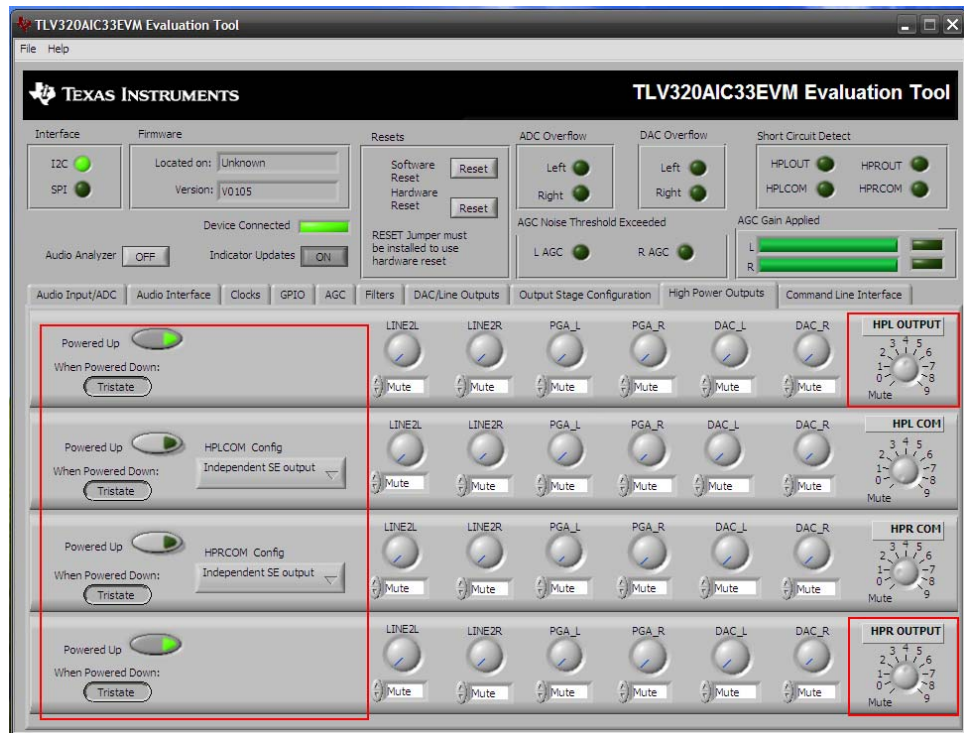 TLV320AIC33EVM Evaluation Tool
File Help
TEXAS INSTRUMENTS
TLV320AIC33EVM Evaluation Tool
Interface
I2C
SPI
Firmware
Located on: Unknown
Version: V0105
Device Connected
Audio Analyzer OFF
Indicator Updates ON
Resets
Software Reset Reset
Hardware Reset Reset
RESET Jumper must
be installed to use
hardware reset
ADC Overflow
Left
Right
DAC Overflow
Left
Right
Short Circuit Detect
HPLOUT HPROUT
HPLCOM HPRCOM
AGC Noise Threshold Exceeded
L AGC R AGC
AGC Gain Applied
L
R
Audio Input/ADC Audio Interface Clocks GPIO AGC Filters DAC/Line Outputs Output Stage Configuration High Power Outputs Command Line Interface
Powered Up
When Powered Down:
Tristate
LINE2L LINE2R PGA_L PGA_R DAC_L DAC_R
Mute Mute Mute Mute Mute Mute
HPL OUTPUT
Mute 0 1 2 3 4 5 6 7 8 9
Powered Up
When Powered Down:
Tristate
HPLCOM Config
Independent SE output
LINE2L LINE2R PGA_L PGA_R DAC_L DAC_R
Mute Mute Mute Mute Mute Mute
HPL COM
Mute 0 1 2 3 4 5 6 7 8 9
Powered Up
When Powered Down:
Tristate
HPRCOM Config
Independent SE output
LINE2L LINE2R PGA_L PGA_R DAC_L DAC_R
Mute Mute Mute Mute Mute Mute
HPR COM
Mute 0 1 2 3 4 5 6 7 8 9
Powered Up
When Powered Down:
Tristate
LINE2L LINE2R PGA_L PGA_R DAC_L DAC_R
Mute Mute Mute Mute Mute Mute
HPR OUTPUT
Mute 0 1 2 3 4 5 6 7 8 9